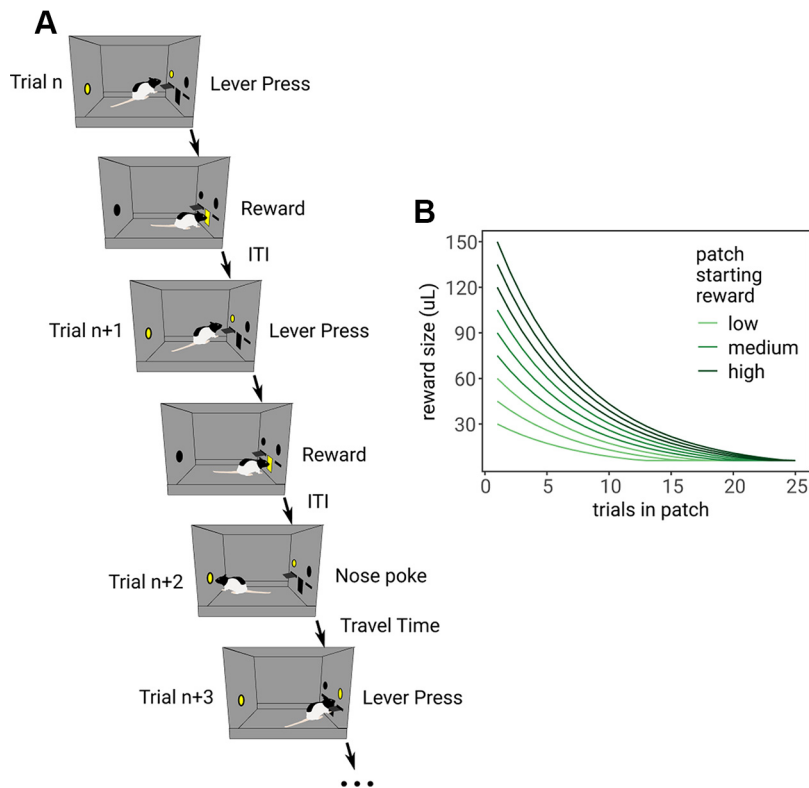 A
Trial n
Lever Press
Reward
ITI
Trial n+1
Lever Press
Reward
ITI
Trial n+2
Nose poke
Travel Time
Trial n+3
Lever Press
...
B
reward size (uL)
150
120
90
60
30
0 5 10 15 20 25
trials in patch
patch
starting
reward
low
medium
high